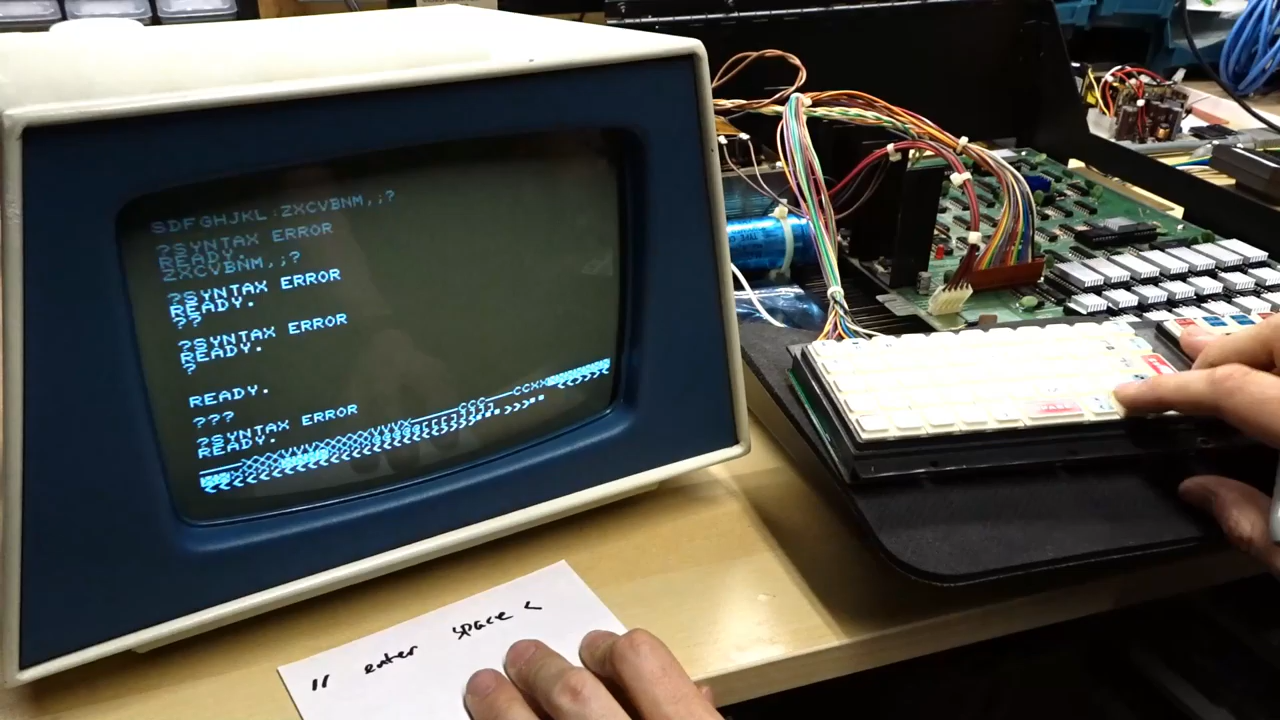 SDFGHJKL:ZXCVBNM,;?
?SYNTAX ERROR
READY.
ZXCVBNM,;?
?SYNTAX ERROR
READY.
??
?SYNTAX ERROR
READY.
?
READY.
???
?SYNTAX ERROR
READY.
" enter space <